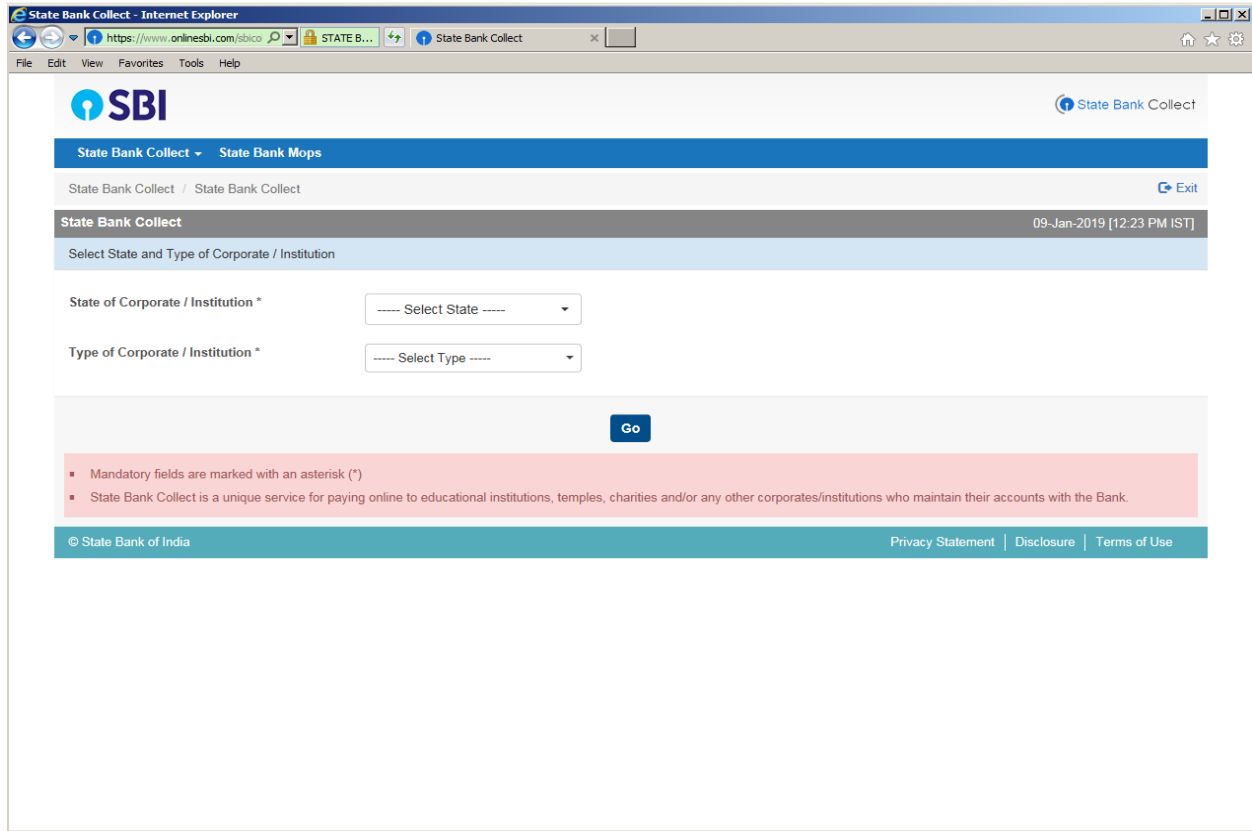 State Bank Collect - Internet Explorer
https://www.onlinesbi.com/sbico STATE B... State Bank Collect
File Edit View Favorites Tools Help
SBI State Bank Collect
State Bank Collect State Bank Mops
State Bank Collect / State Bank Collect Exit
State Bank Collect 09-Jan-2019 [12:23 PM IST]
Select State and Type of Corporate / Institution
State of Corporate / Institution * ----- Select State -----
Type of Corporate / Institution * ----- Select Type -----
Go
Mandatory fields are marked with an asterisk (*)
State Bank Collect is a unique service for paying online to educational institutions, temples, charities and/or any other corporates/institutions who maintain their accounts with the Bank.
© State Bank of India Privacy Statement | Disclosure | Terms of Use